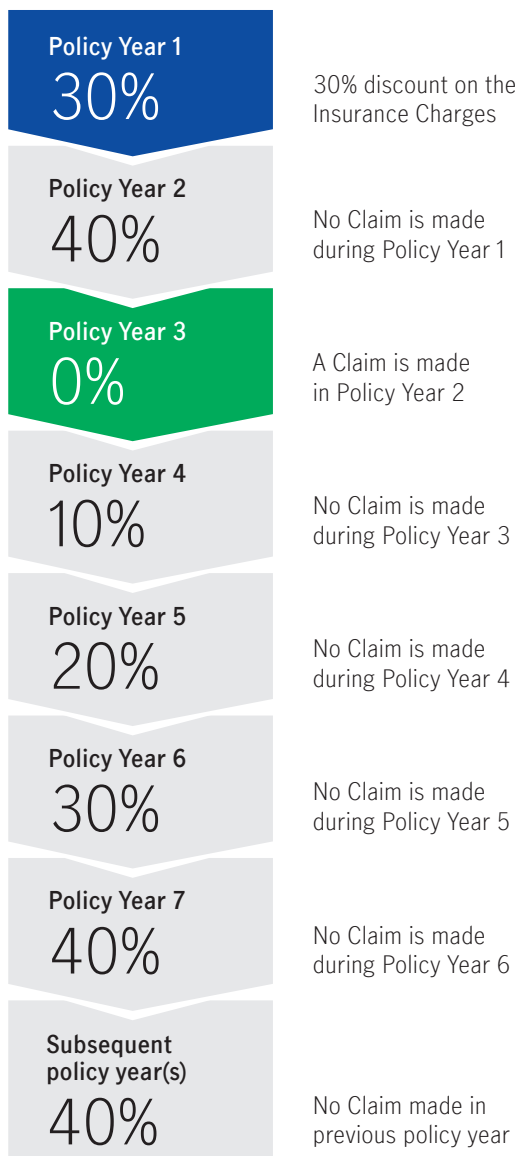 Policy Year 1
30%
30% discount on the
Insurance Charges
Policy Year 2
40%
No Claim is made
during Policy Year 1
Policy Year 3
0%
A Claim is made
in Policy Year 2
Policy Year 4
10%
No Claim is made
during Policy Year 3
Policy Year 5
20%
No Claim is made
during Policy Year 4
Policy Year 6
30%
No Claim is made
during Policy Year 5
Policy Year 7
40%
No Claim is made
during Policy Year 6
Subsequent
policy year(s)
40%
No Claim made in
previous policy year